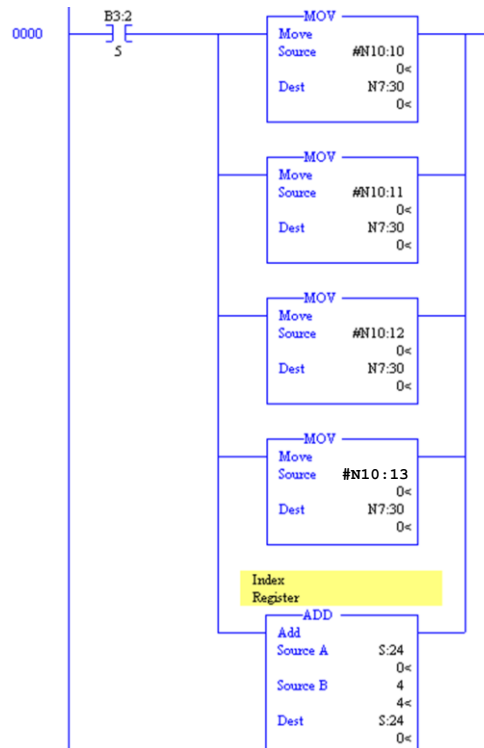 B3:2
0000
5
MOV
Move
Source #N10:10
0<
Dest N7:30
0<
MOV
Move
Source #N10:11
0<
Dest N7:30
0<
MOV
Move
Source #N10:12
0<
Dest N7:30
0<
MOV
Move
Source #N10:13
0<
Dest N7:30
0<
Index
Register
ADD
Add
Source A S:24
0<
Source B 4
4<
Dest S:24
0<